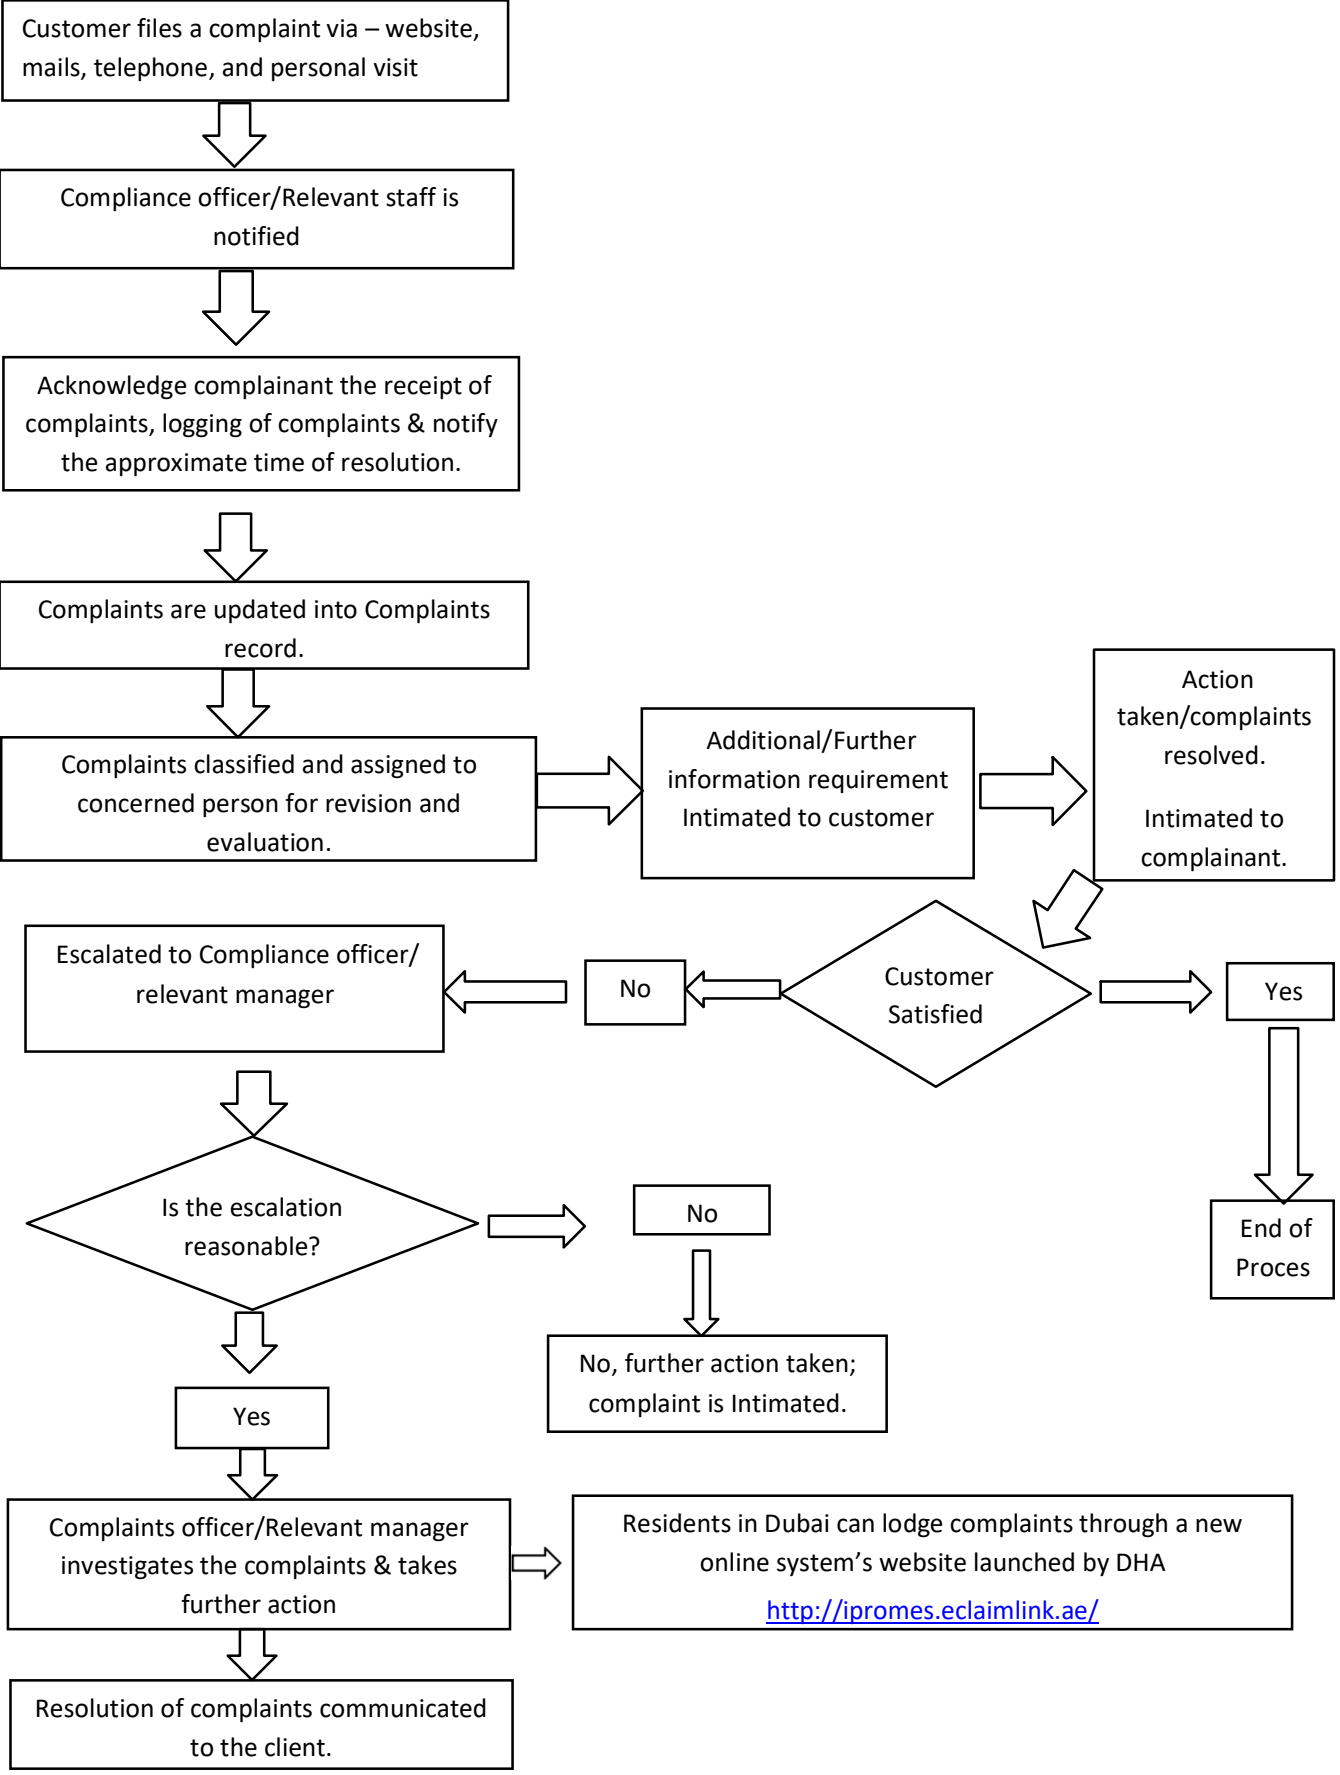 Customer files a complaint via – website,
mails, telephone, and personal visit
Compliance officer/Relevant staff is
notified
Acknowledge complainant the receipt of
complaints, logging of complaints & notify
the approximate time of resolution.
Complaints are updated into Complaints
record.
Complaints classified and assigned to
concerned person for revision and
evaluation.
Additional/Further
information requirement
Intimated to customer
Action
taken/complaints
resolved.
Intimated to
complainant.
Customer
Satisfied
Yes
End of
Proces
No
Escalated to Compliance officer/
relevant manager
Is the escalation
reasonable?
No
No, further action taken;
complaint is Intimated.
Yes
Complaints officer/Relevant manager
investigates the complaints & takes
further action
Residents in Dubai can lodge complaints through a new
online system’s website launched by DHA
http://ipromes.eclaimlink.ae/
Resolution of complaints communicated
to the client.